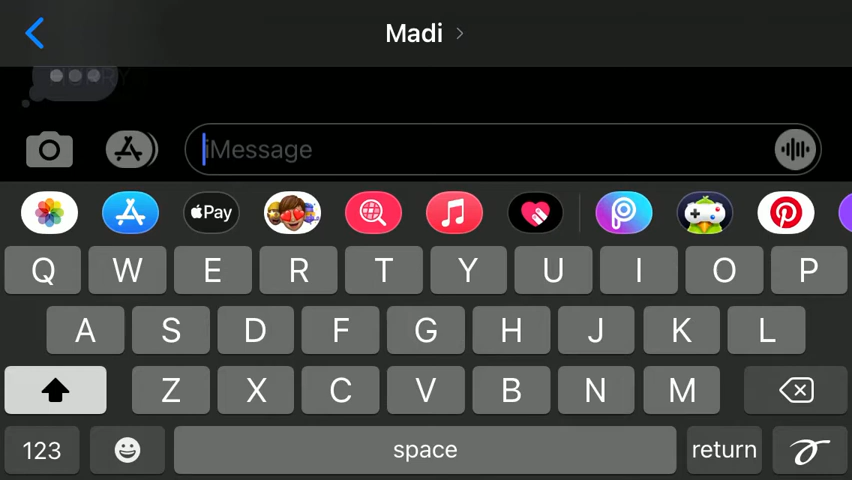 Madi
iMessage
Pay
Q W E R T Y U I O P
A S D F G H J K L
Z X C V B N M
123 space return